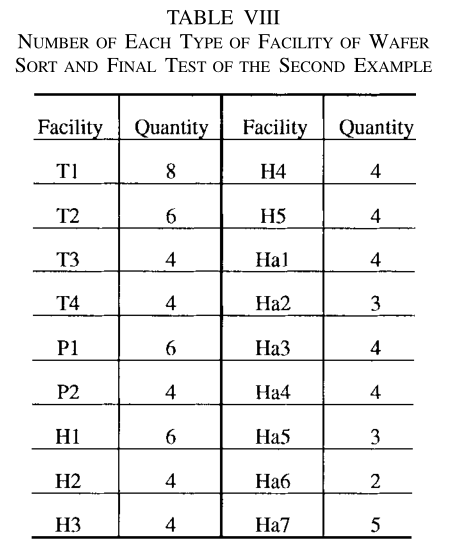 TABLE VIII
NUMBER OF EACH TYPE OF FACILITY OF WAFER
SORT AND FINAL TEST OF THE SECOND EXAMPLE
Facility Quantity Facility Quantity
T1 8 H4 4
T2 6 H5 4
T3 4 Ha1 4
T4 4 Ha2 3
P1 6 Ha3 4
P2 4 Ha4 4
H1 6 Ha5 3
H2 4 Ha6 2
H3 4 Ha7 5